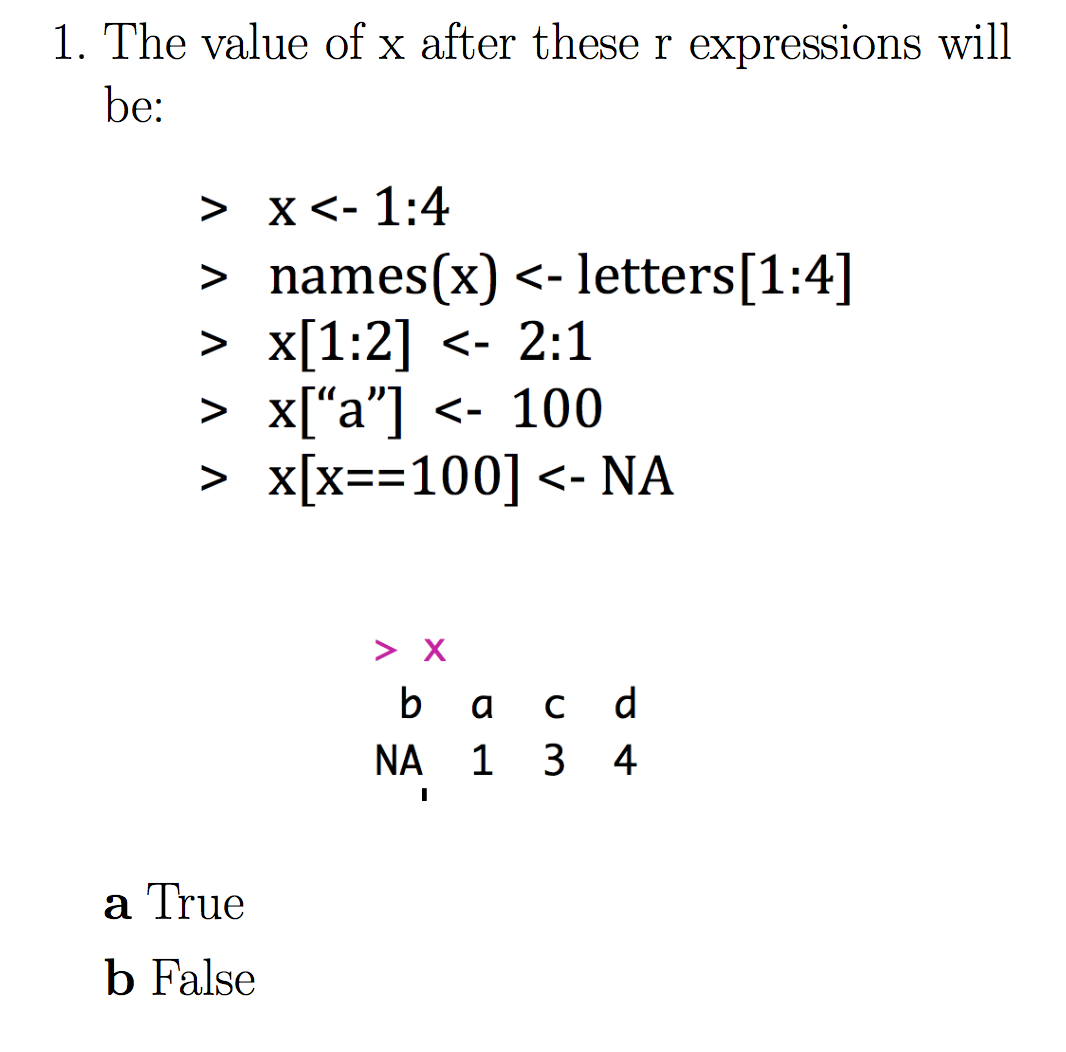 1. The value of x after these r expressions will
be:
> x <- 1:4
> names(x) <- letters[1:4]
> x[1:2] <- 2:1
> x[“a”] <- 100
> x[x==100] <- NA
> x
b a c d
NA 1 3 4
a True
b False